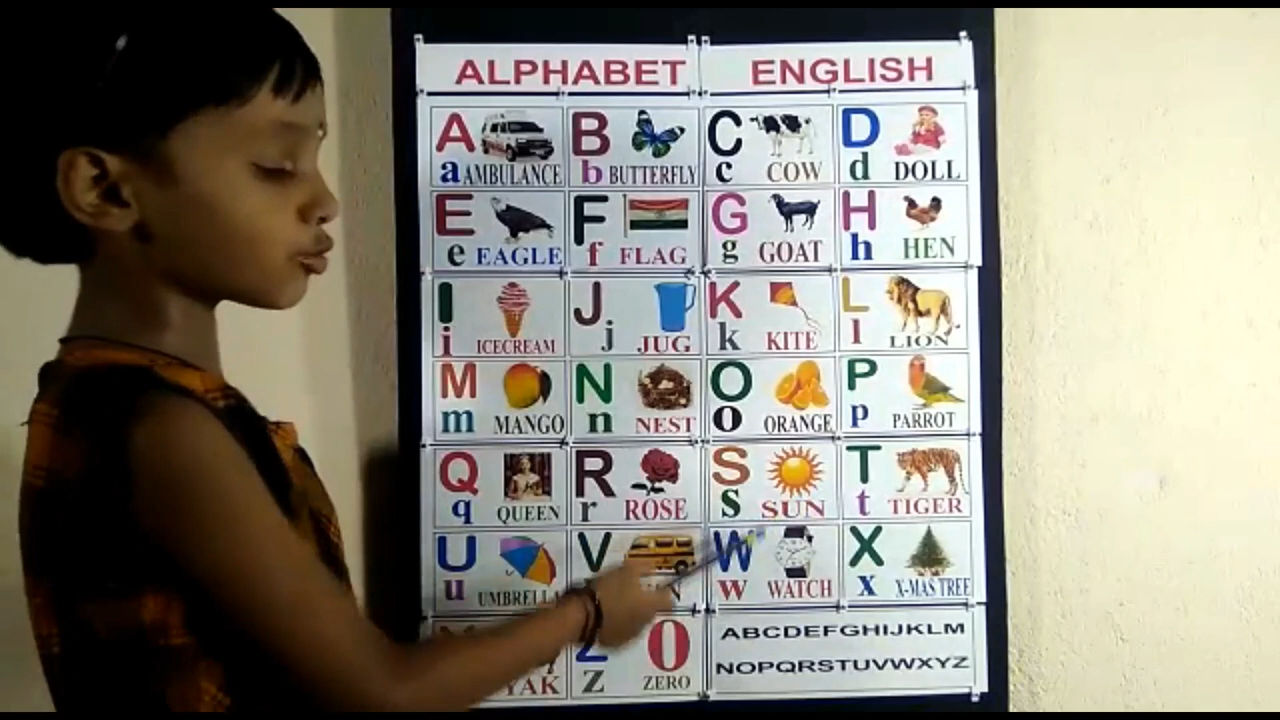 ALPHABET ENGLISH
A B C D
a AMBULANCE b BUTTERFLY c COW d DOLL
E F G H
e EAGLE f FLAG g GOAT h HEN
I J K L
i ICECREAM j JUG k KITE l LION
M N O P
m MANGO n NEST o ORANGE p PARROT
Q R S T
q QUEEN r ROSE s SUN t TIGER
U V W X
u UMBRELLA w WATCH x X-MAS TREE
Z 0 ABCDEFGHIJKLM
YAK z ZERO NOPQRSTUVWXYZ